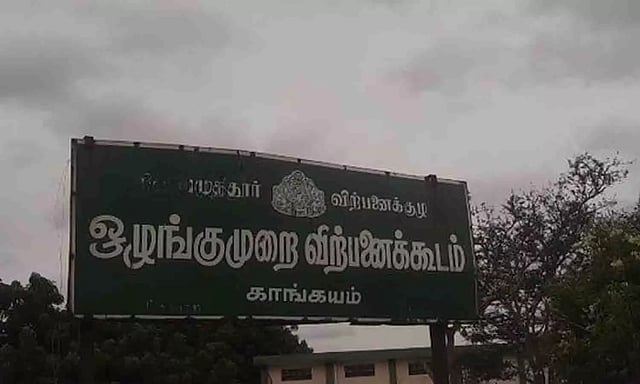 விற்பனைக்குழு
ஒழுங்குமுறை விற்பனைக்கூடம்
காங்கயம்